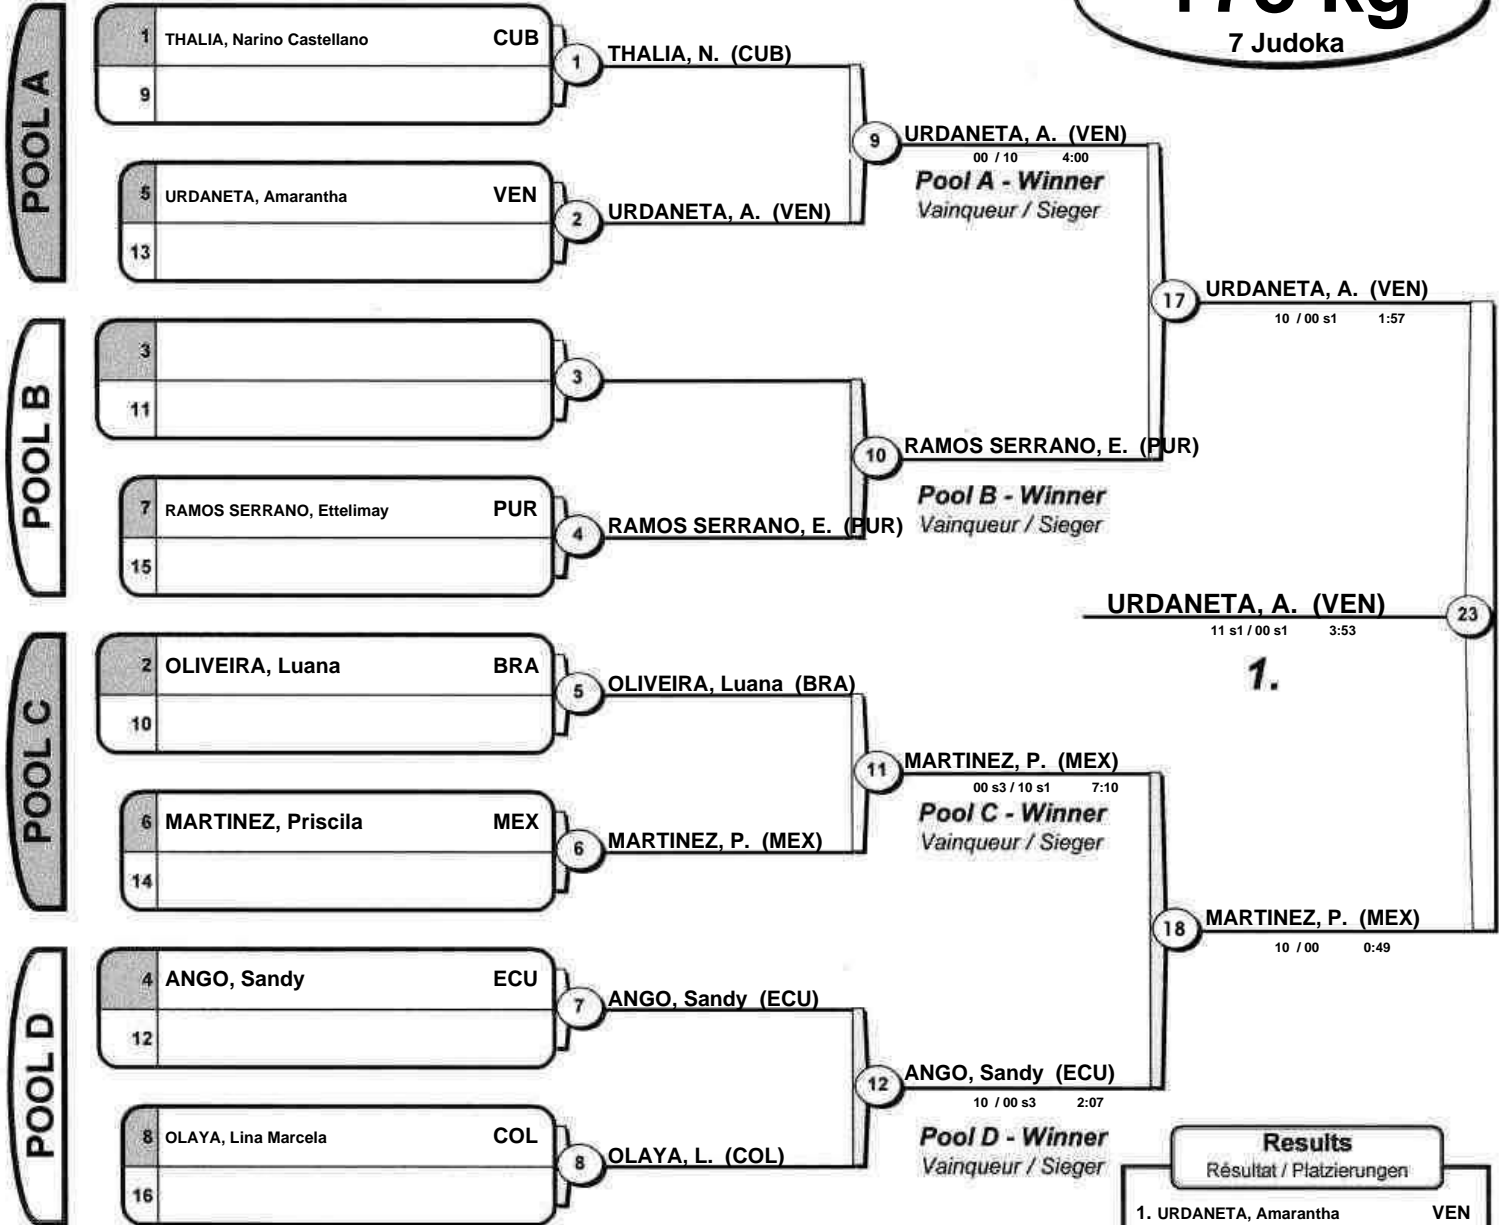 7 Judoka
POOL A
1 THALIA, Narino Castellano CUB
9
1 THALIA, N. (CUB)
5 URDANETA, Amarantha VEN
13
2 URDANETA, A. (VEN)
9 URDANETA, A. (VEN)
00 / 10 4:00
Pool A - Winner
Vainqueur / Sieger
POOL B
3
11
3
7 RAMOS SERRANO, Ettelimay PUR
15
4 RAMOS SERRANO, E. (PUR)
10 RAMOS SERRANO, E. (PUR)
Pool B - Winner
Vainqueur / Sieger
17 URDANETA, A. (VEN)
10 / 00 s1 1:57
POOL C
2 OLIVEIRA, Luana BRA
10
5 OLIVEIRA, Luana (BRA)
6 MARTINEZ, Priscila MEX
14
6 MARTINEZ, P. (MEX)
11 MARTINEZ, P. (MEX)
00 s3 / 10 s1 7:10
Pool C - Winner
Vainqueur / Sieger
POOL D
4 ANGO, Sandy ECU
12
7 ANGO, Sandy (ECU)
8 OLAYA, Lina Marcela COL
16
8 OLAYA, L. (COL)
12 ANGO, Sandy (ECU)
10 / 00 s3 2:07
Pool D - Winner
Vainqueur / Sieger
18 MARTINEZ, P. (MEX)
10 / 00 0:49
URDANETA, A. (VEN) 23
11 s1 / 00 s1 3:53
1.
Results
Résultat / Platzierungen
1. URDANETA, Amarantha VEN